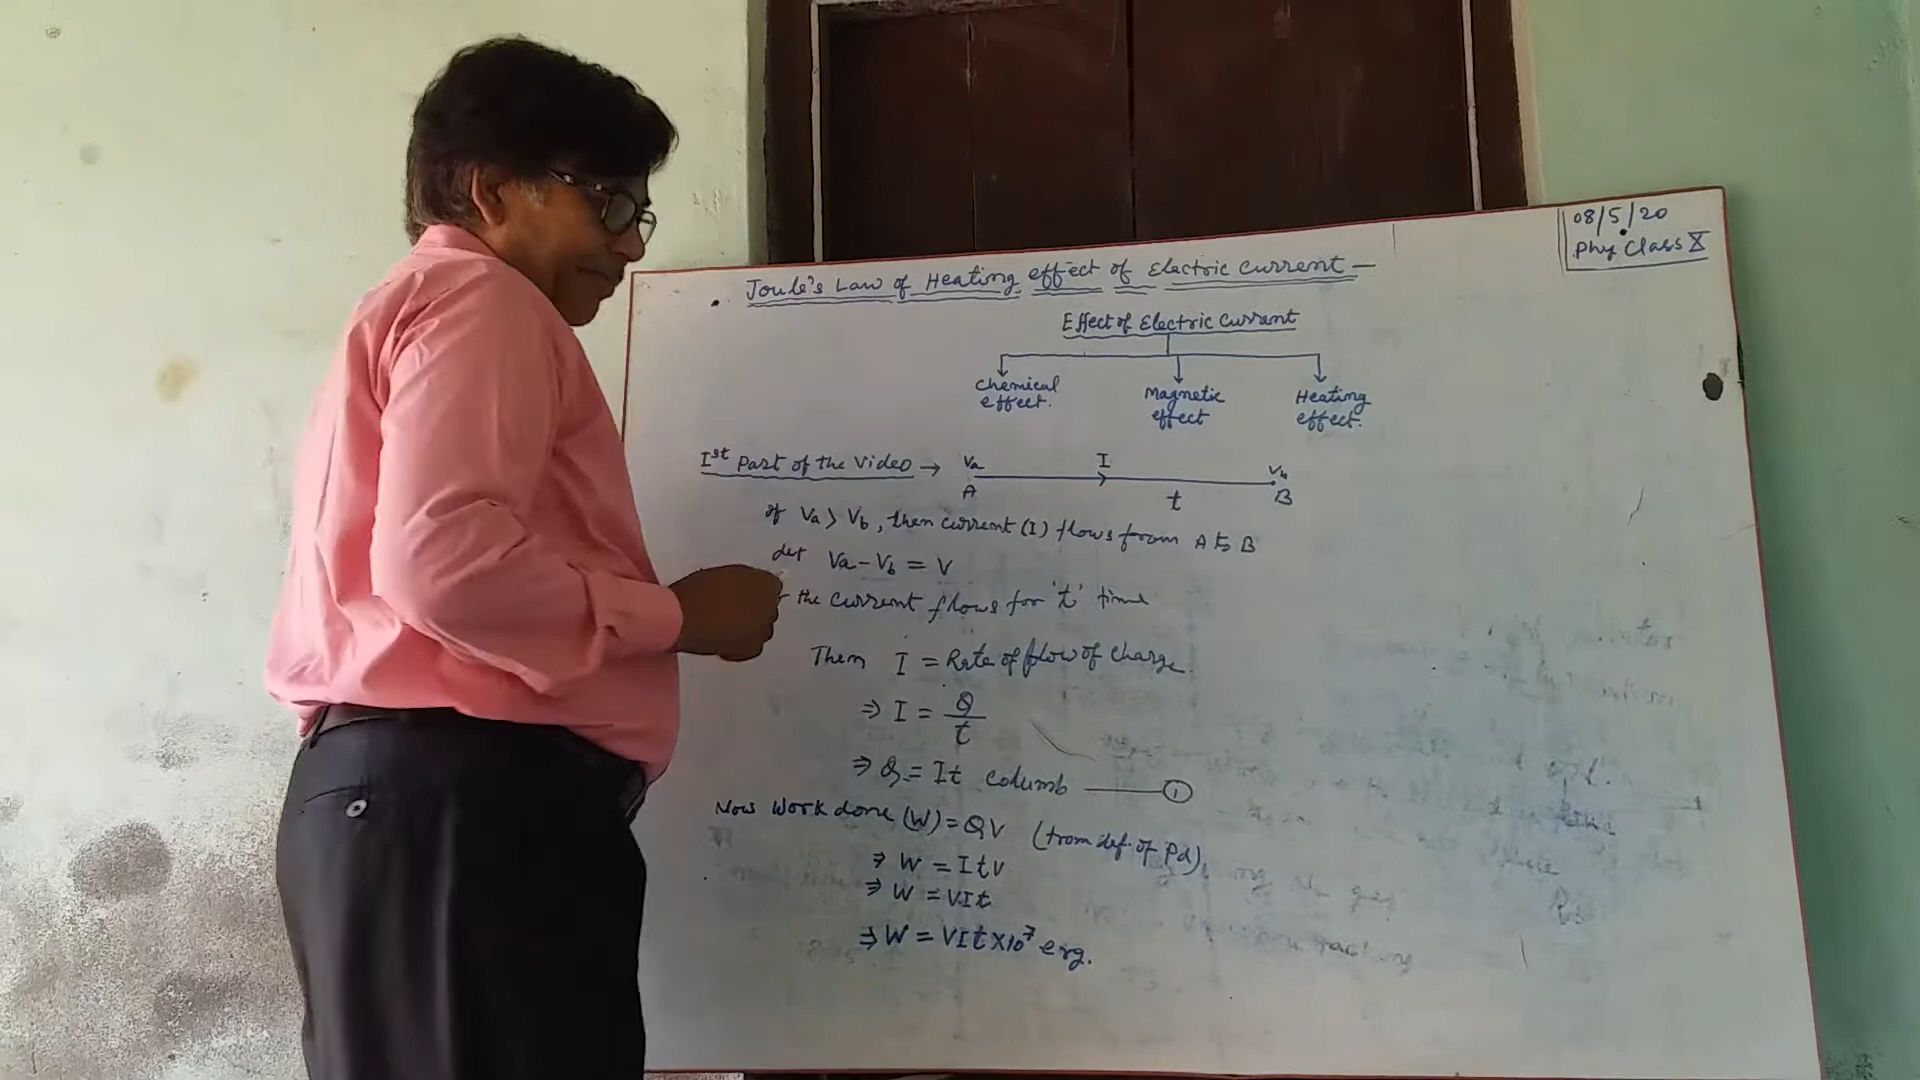 08/5/20
Phy Class X
Joule's Law of Heating effect of Electric Current —
Effect of Electric Current
Chemical effect.
Magnetic effect
Heating effect.
Ist Part of the Video →
Va I Vb
A t B
If Va > Vb, then current (I) flows from A to B
Let Va - Vb = V
the current flows for 't' time
Then I = Rate of flow of charge
⇒ I = Q/t
⇒ Q = It columb —— 1
Now Work done (W) = QV (from def. of Pd)
⇒ W = ItV
⇒ W = VIt
⇒ W = VIt × 10⁷ erg.